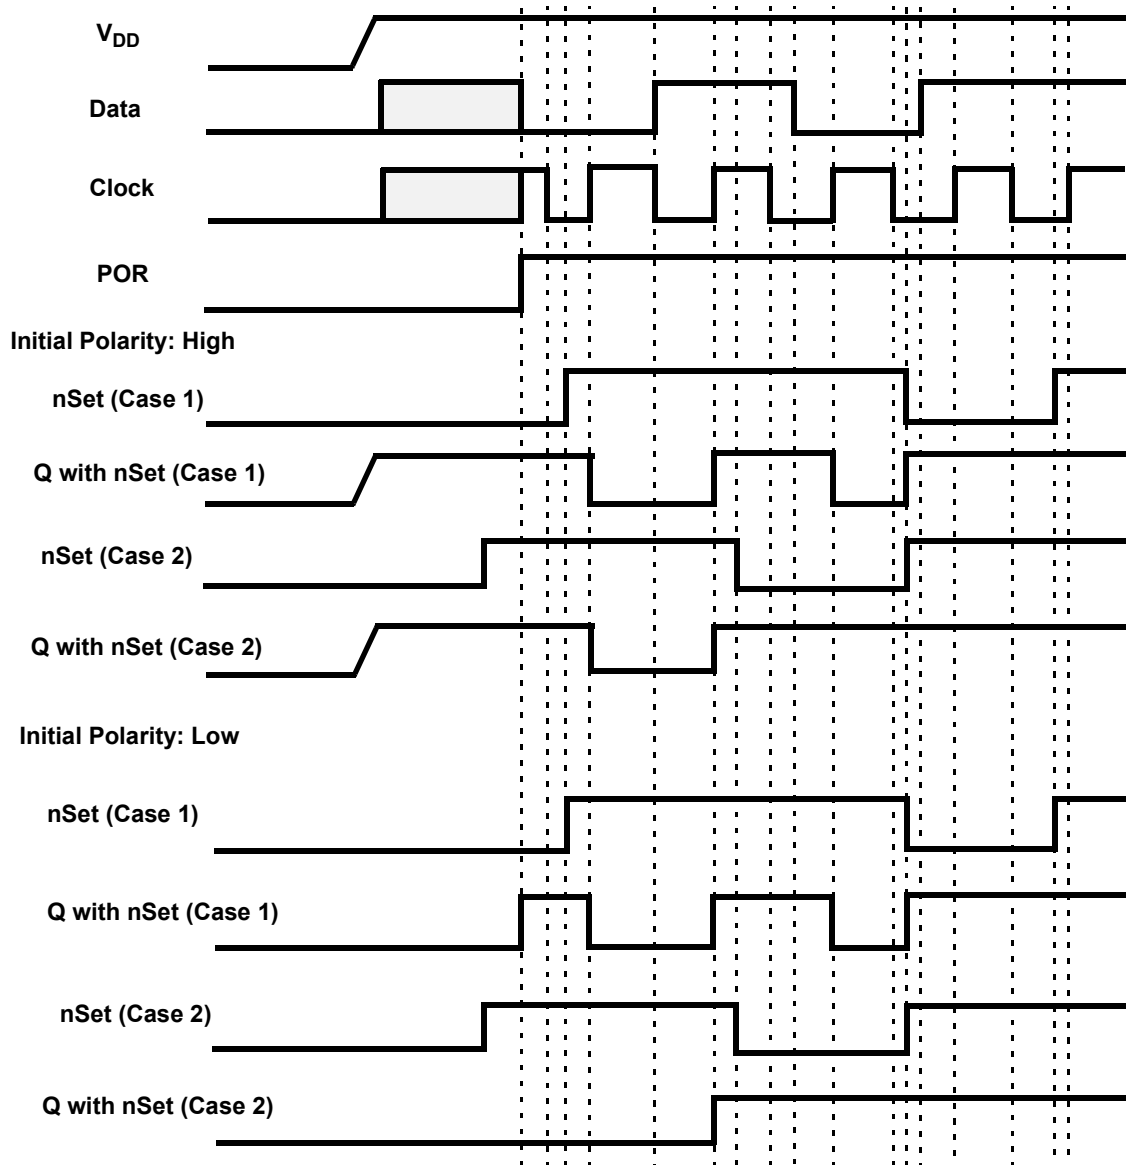 VDD
Data
Clock
POR
Initial Polarity: High
nSet (Case 1)
Q with nSet (Case 1)
nSet (Case 2)
Q with nSet (Case 2)
Initial Polarity: Low
nSet (Case 1)
Q with nSet (Case 1)
nSet (Case 2)
Q with nSet (Case 2)